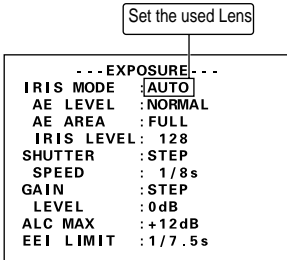 Set the used Lens
---EXPOSURE---
IRIS MODE :AUTO
AE LEVEL :NORMAL
AE AREA :FULL
IRIS LEVEL: 128
SHUTTER :STEP
SPEED : 1/8s
GAIN :STEP
LEVEL :0dB
ALC MAX :+12dB
EEI LIMIT :1/7.5s